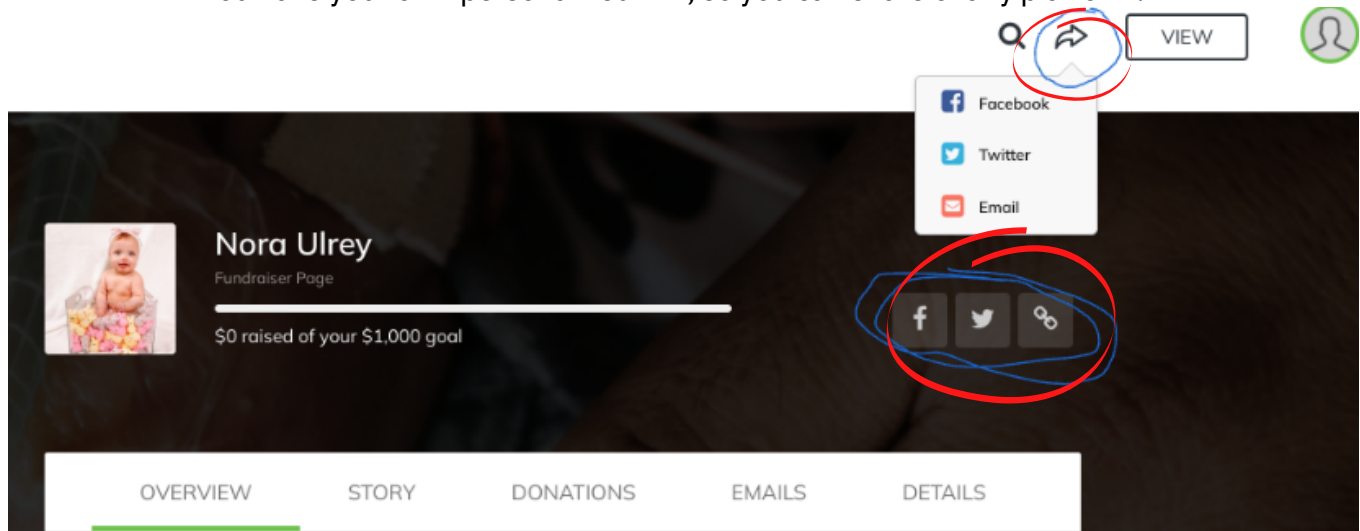 VIEW
Facebook
Twitter
Email
Nora Ulrey
Fundraiser Page
$0 raised of your $1,000 goal
OVERVIEW STORY DONATIONS EMAILS DETAILS